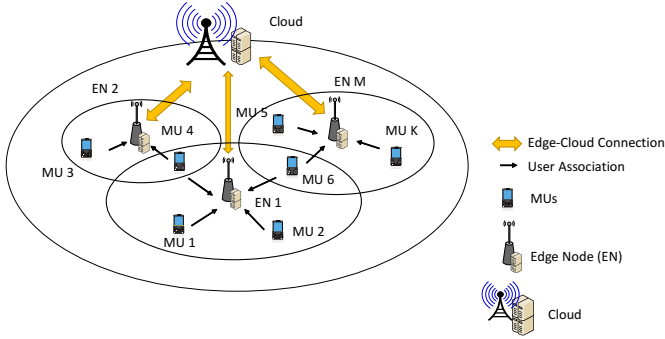 Cloud
EN 2
EN M
MU 5
MU 4
MU K
MU 3
MU 6
EN 1
MU 1
MU 2
Edge-Cloud Connection
User Association
MUs
Edge Node (EN)
Cloud